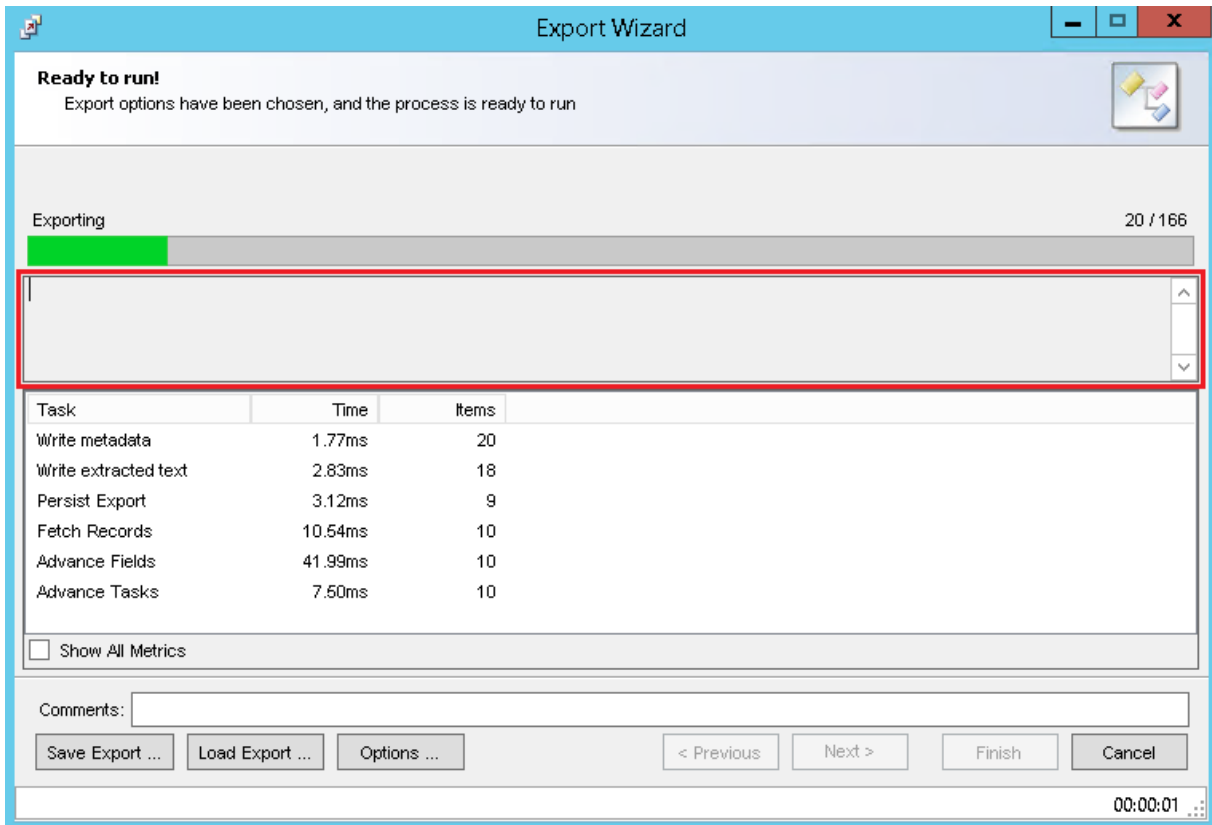 Export Wizard
Ready to run!
Export options have been chosen, and the process is ready to run
Exporting 20 / 166
Task Time Items
Write metadata 1.77ms 20
Write extracted text 2.83ms 18
Persist Export 3.12ms 9
Fetch Records 10.54ms 10
Advance Fields 41.99ms 10
Advance Tasks 7.50ms 10
Show All Metrics
Comments:
Save Export ... Load Export ... Options ... < Previous Next > Finish Cancel
00:00:01